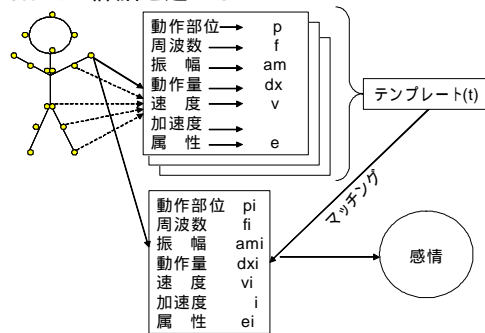 動作部位 p
周波数 f
振 幅 am
動作量 dx
速 度 v
加速度
属 性 e
テンプレート(t)
マッチング
動作部位 pi
周波数 fi
振 幅 ami
動作量 dxi
速 度 vi
加速度 i
属 性 ei
感情